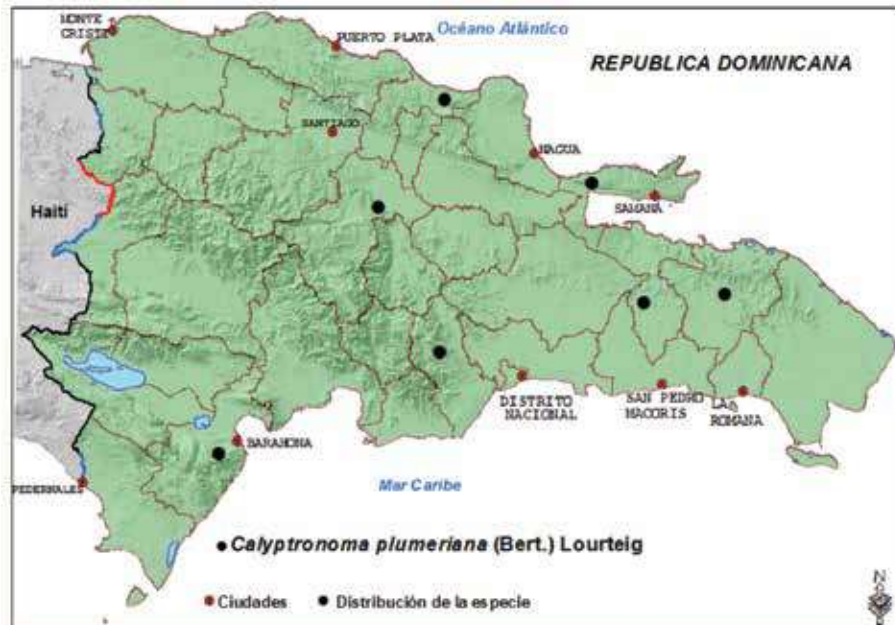 MONTE
CRISTI
PUERTO PLATA
Océano Atlántico
REPUBLICA DOMINICANA
SANTIAGO
NAGUA
SAMANA
Haití
DISTRITO
NACIONAL
SAN PEDRO
MACORIS
LA
ROMANA
BARAHONA
PEDERNALES
Mar Caribe
Calyptronoma plumeriana (Bert.) Lourteig
Ciudades
Distribución de la especie
N